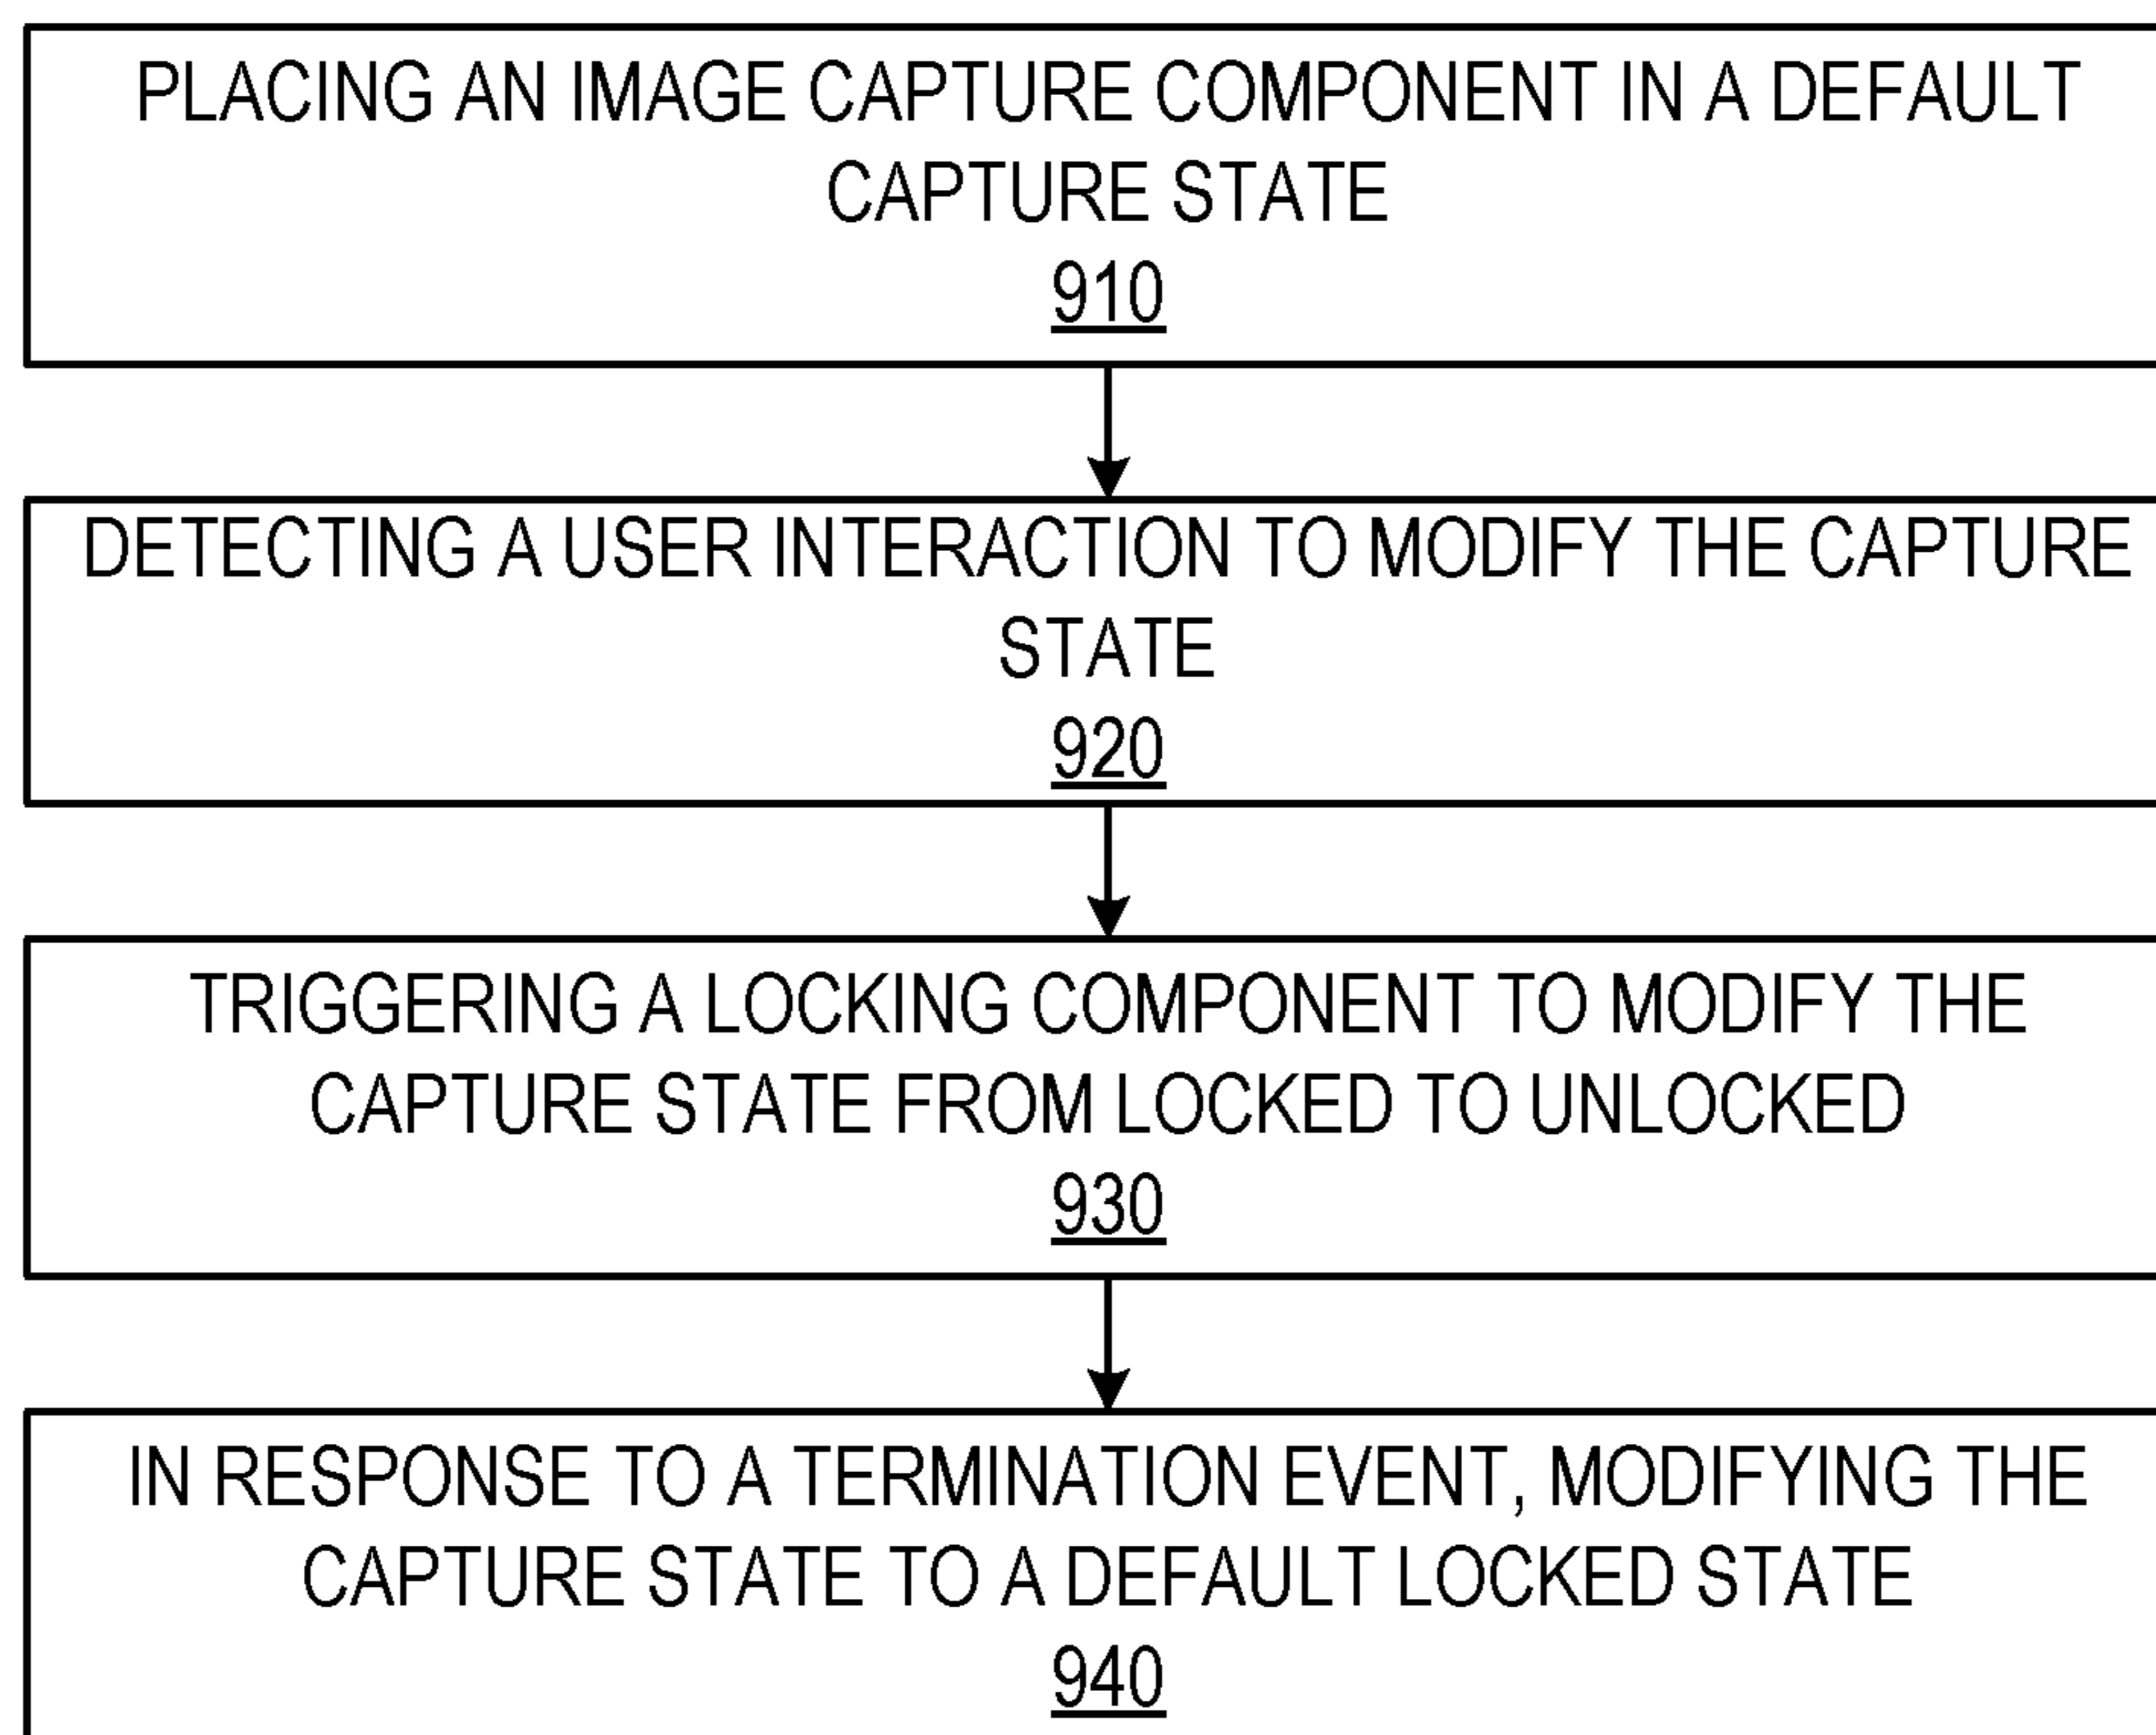 PLACING AN IMAGE CAPTURE COMPONENT IN A DEFAULT
CAPTURE STATE
910
DETECTING A USER INTERACTION TO MODIFY THE CAPTURE
STATE
920
TRIGGERING A LOCKING COMPONENT TO MODIFY THE
CAPTURE STATE FROM LOCKED TO UNLOCKED
930
IN RESPONSE TO A TERMINATION EVENT, MODIFYING THE
CAPTURE STATE TO A DEFAULT LOCKED STATE
940